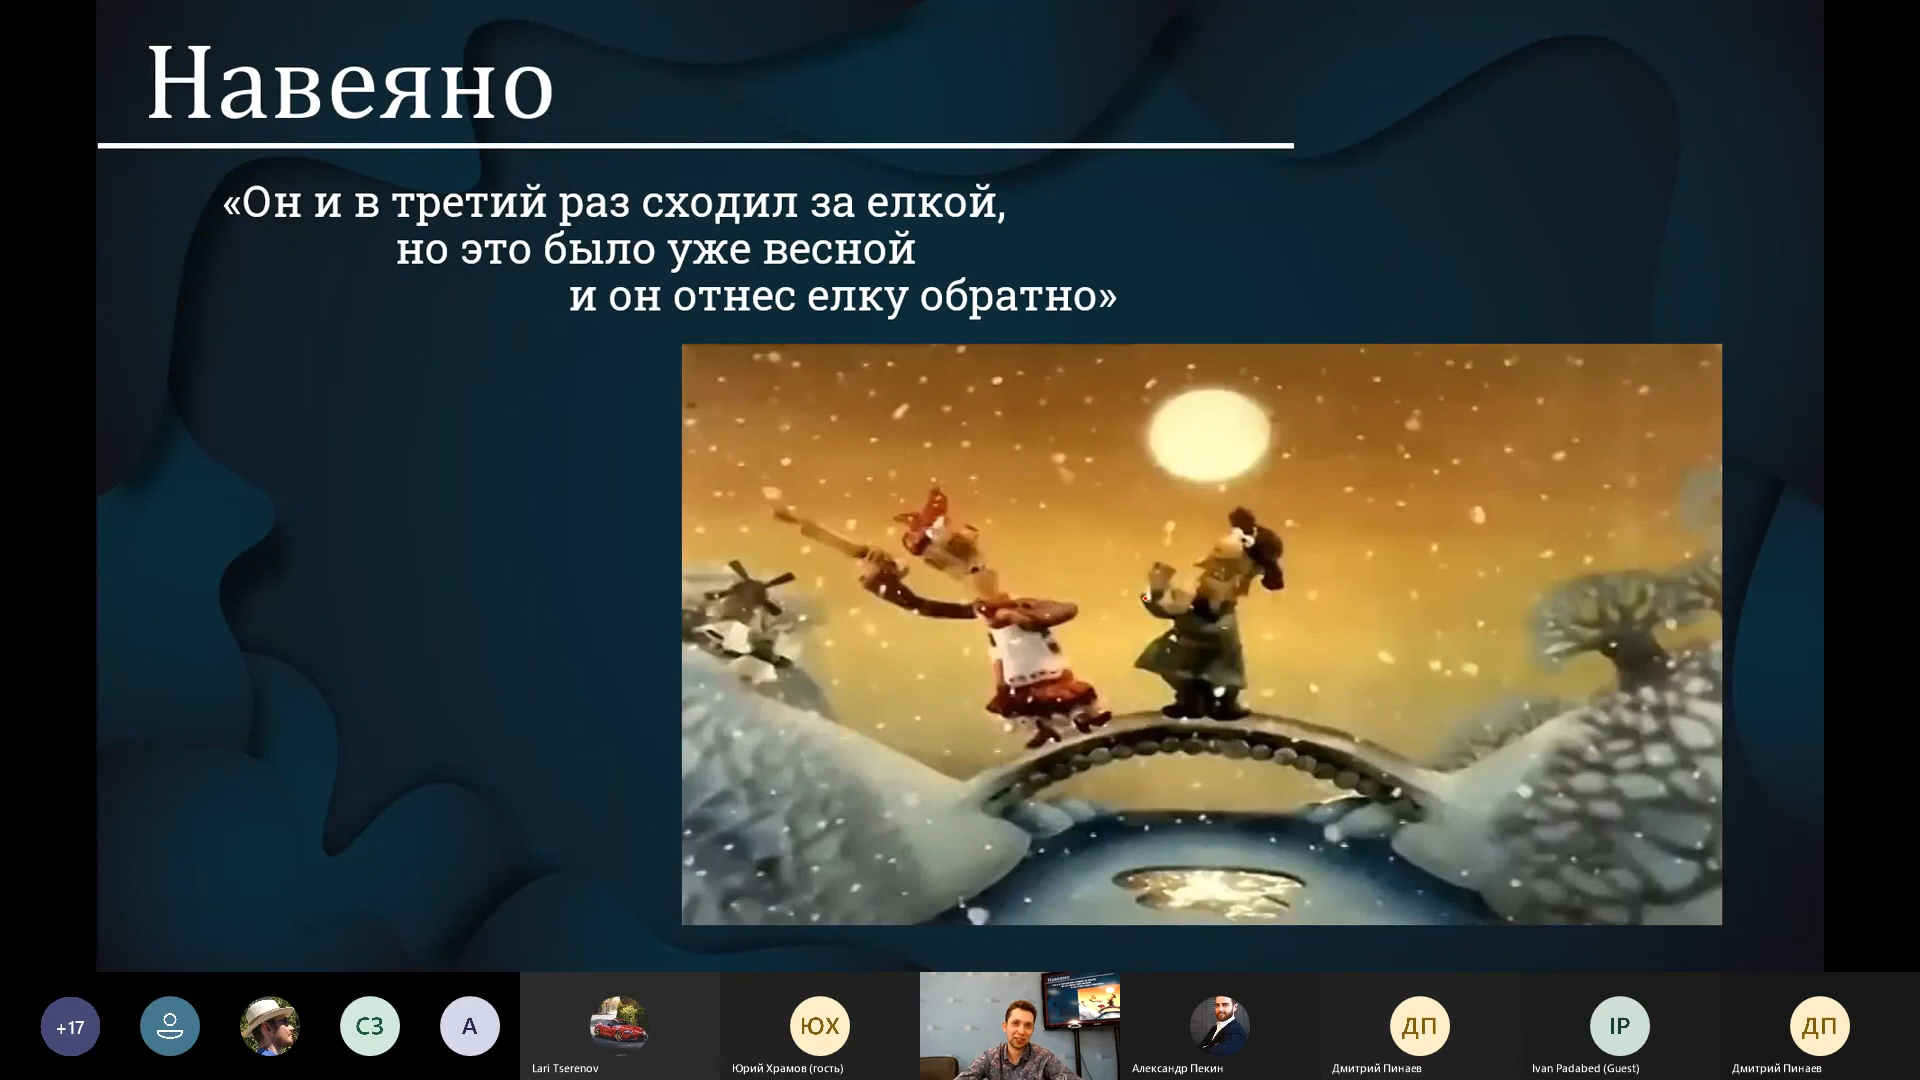 Навеяно
«Он и в третий раз сходил за елкой,
но это было уже весной
и он отнес елку обратно»
+17
СЗ
A
ЮХ
ДП
IP
ДП
Lari Tserenov
Юрий Храмов (гость)
Александр Пекин
Дмитрий Пинаев
Ivan Padabed (Guest)
Дмитрий Пинаев